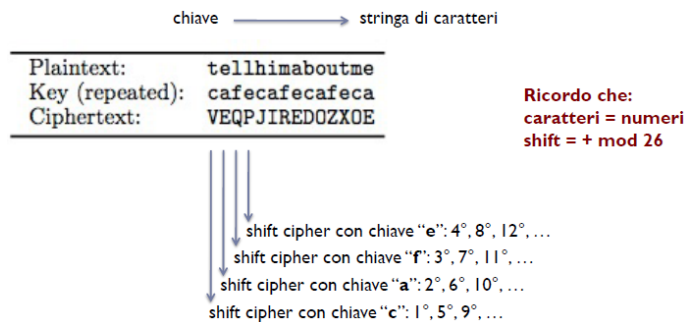 chiave stringa di caratteri
Plaintext: tellhimaboutme
Key (repeated): cafecafecafeca
Ciphertext: VEQPJIREDOZXOE
Ricordo che:
caratteri = numeri
shift = + mod 26
shift cipher con chiave “e”: 4°, 8°, 12°, …
shift cipher con chiave “f”: 3°, 7°, 11°, …
shift cipher con chiave “a”: 2°, 6°, 10°, …
shift cipher con chiave “c”: 1°, 5°, 9°, …